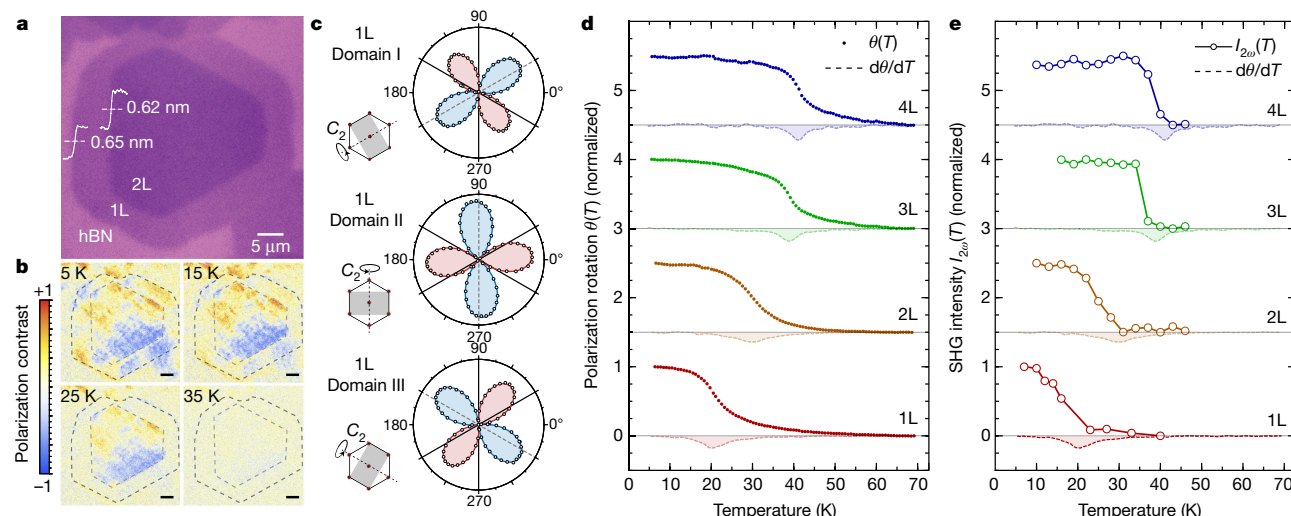 a
0.62 nm
0.65 nm
2L
1L
hBN
5 μm
b
Polarization contrast
+1
−1
5 K
15 K
25 K
35 K
c
1L
Domain I
C2
90
180
0°
270
1L
Domain II
C2
90
180
0°
270
1L
Domain III
C2
90
180
0°
270
d
Polarization rotation θ(T) (normalized)
θ(T)
dθ/dT
4L
3L
2L
1L
5
4
3
2
1
0
0 10 20 30 40 50 60 70
Temperature (K)
e
SHG intensity I2ω(T) (normalized)
I2ω(T)
dθ/dT
4L
3L
2L
1L
5
4
3
2
1
0
0 10 20 30 40 50 60 70
Temperature (K)